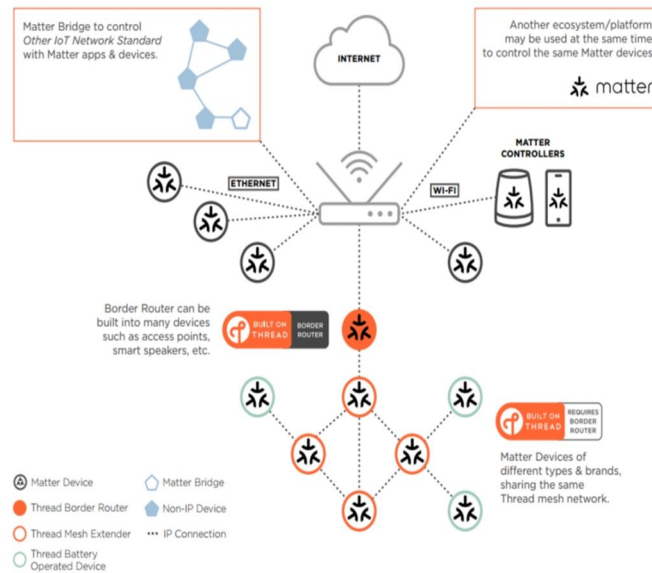 Matter Bridge to control
Other IoT Network Standard
with Matter apps & devices.
INTERNET
Another ecosystem/platform
may be used at the same time
to control the same Matter devices
matter
MATTER
CONTROLLERS
ETHERNET
WI-FI
Border Router can be
built into many devices
such as access points,
smart speakers, etc.
BUILT ON
THREAD
BORDER
ROUTER
BUILT ON
THREAD
REQUIRES
BORDER
ROUTER
Matter Devices of
different types & brands,
sharing the same
Thread mesh network.
Matter Device
Matter Bridge
Thread Border Router
Non-IP Device
Thread Mesh Extender
IP Connection
Thread Battery
Operated Device